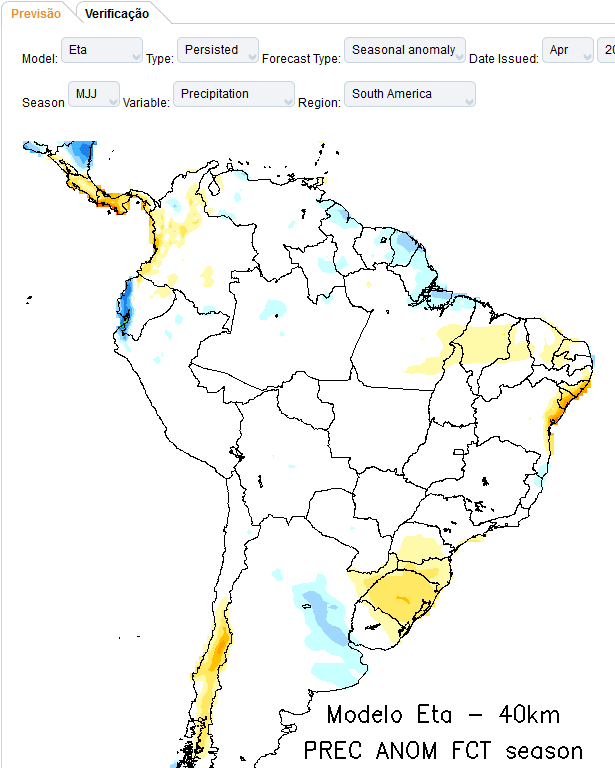 Previsão Verificação
Model: Eta Type: Persisted Forecast Type: Seasonal anomaly Date Issued: Apr 20
Season MJJ Variable: Precipitation Region: South America
Modelo Eta – 40km
PREC ANOM FCT season